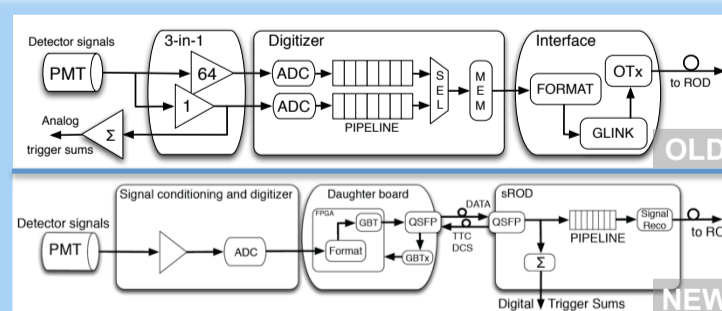 3-in-1
Digitizer
Interface
Detector signals
PMT
64
1
ADC
ADC
PIPELINE
SEL
MEM
FORMAT
GLINK
OTx
to ROD
Analog
trigger sums
Σ
OLD
Signal conditioning and digitizer
Daughter board
sROD
Detector signals
PMT
ADC
FPGA
Format
GBT
QSFP
GBTx
DATA
TTC
DCS
QSFP
PIPELINE
Signal
Reco
Σ
Digital Trigger Sums
NEW